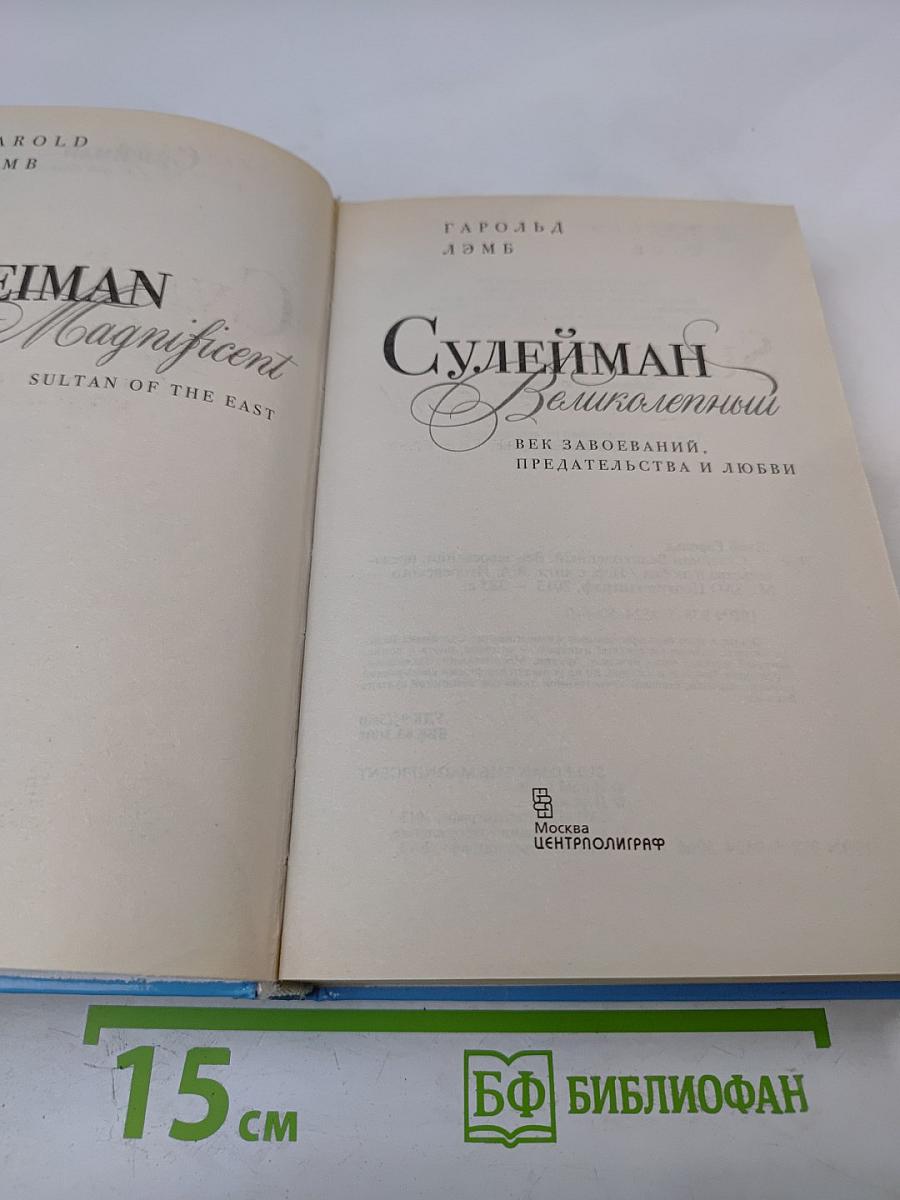 AROLD
MB
EIMAN
Magnificent
SULTAN OF THE EAST
ГАРОЛЬД
ЛЭМБ
СУЛЕЙМАН
Великолепный
ВЕК ЗАВОЕВАНИЙ,
ПРЕДАТЕЛЬСТВА И ЛЮБВИ
Москва
ЦЕНТРПОЛИГРАФ
15 СМ
БФ БИБЛИОФАН